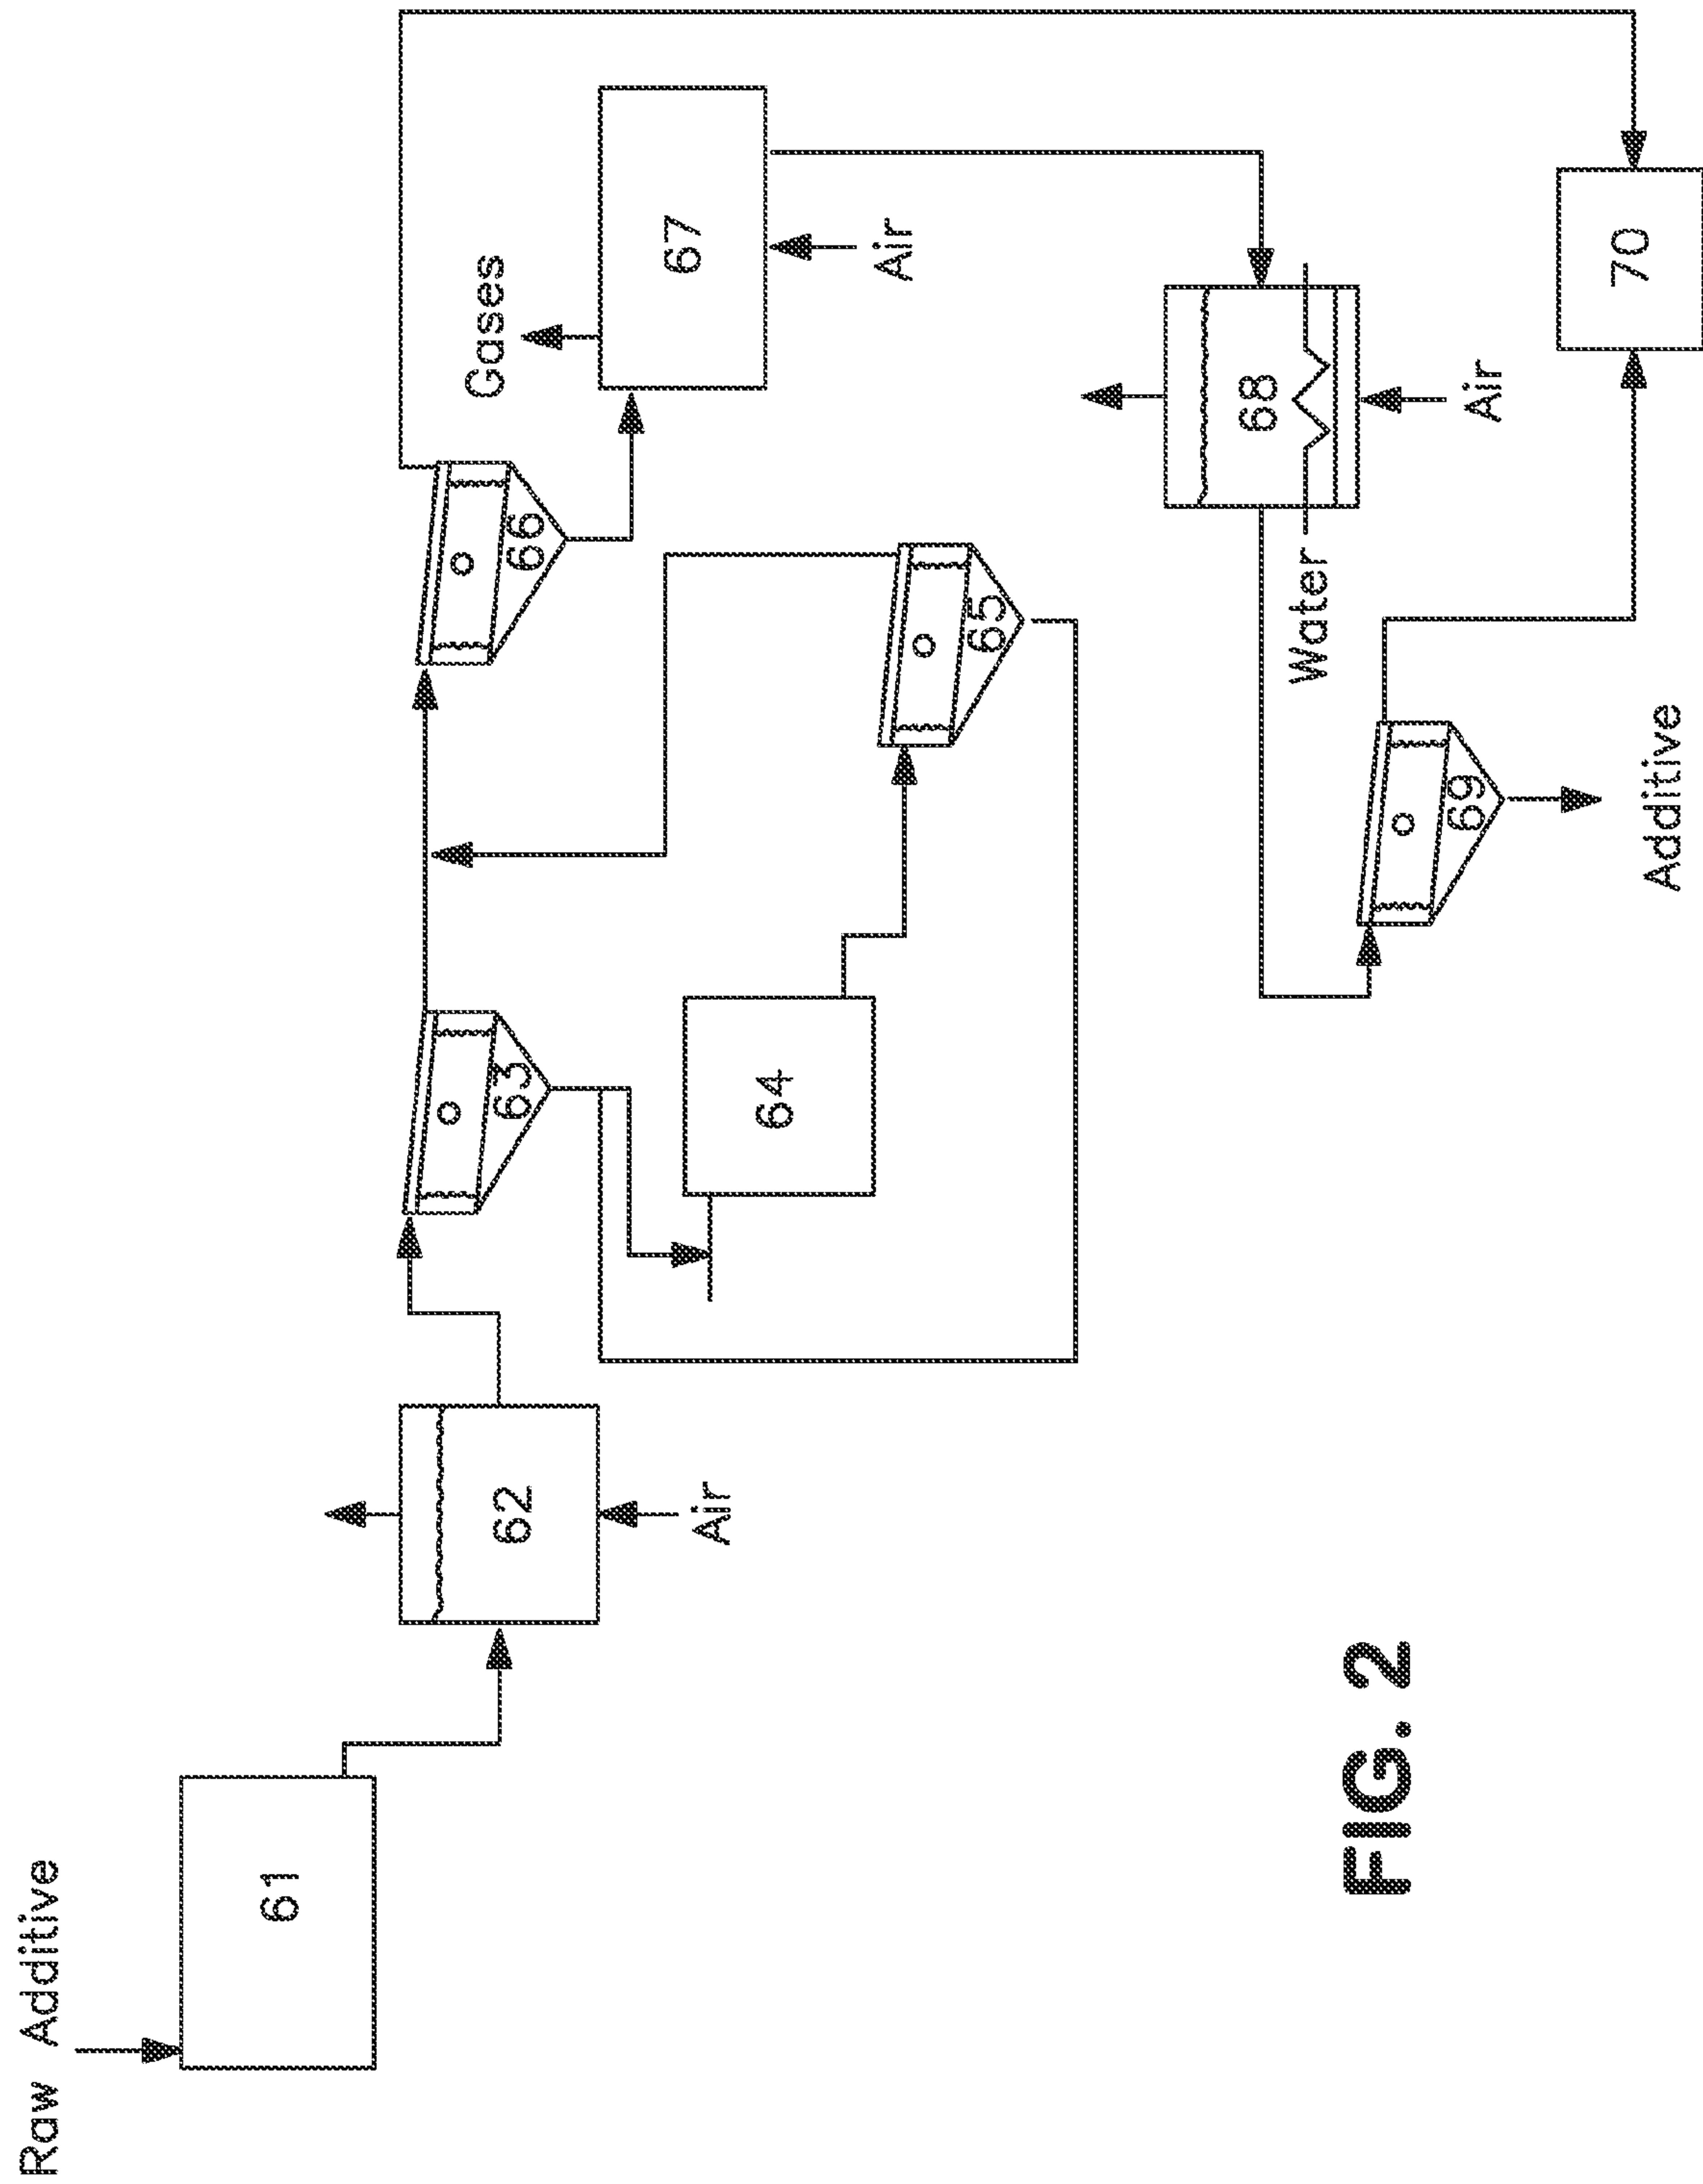 Raw Additive
61
62
Air
63
64
65
66
Gases
67
Air
68
Water
Air
69
Additive
70
FIG. 2